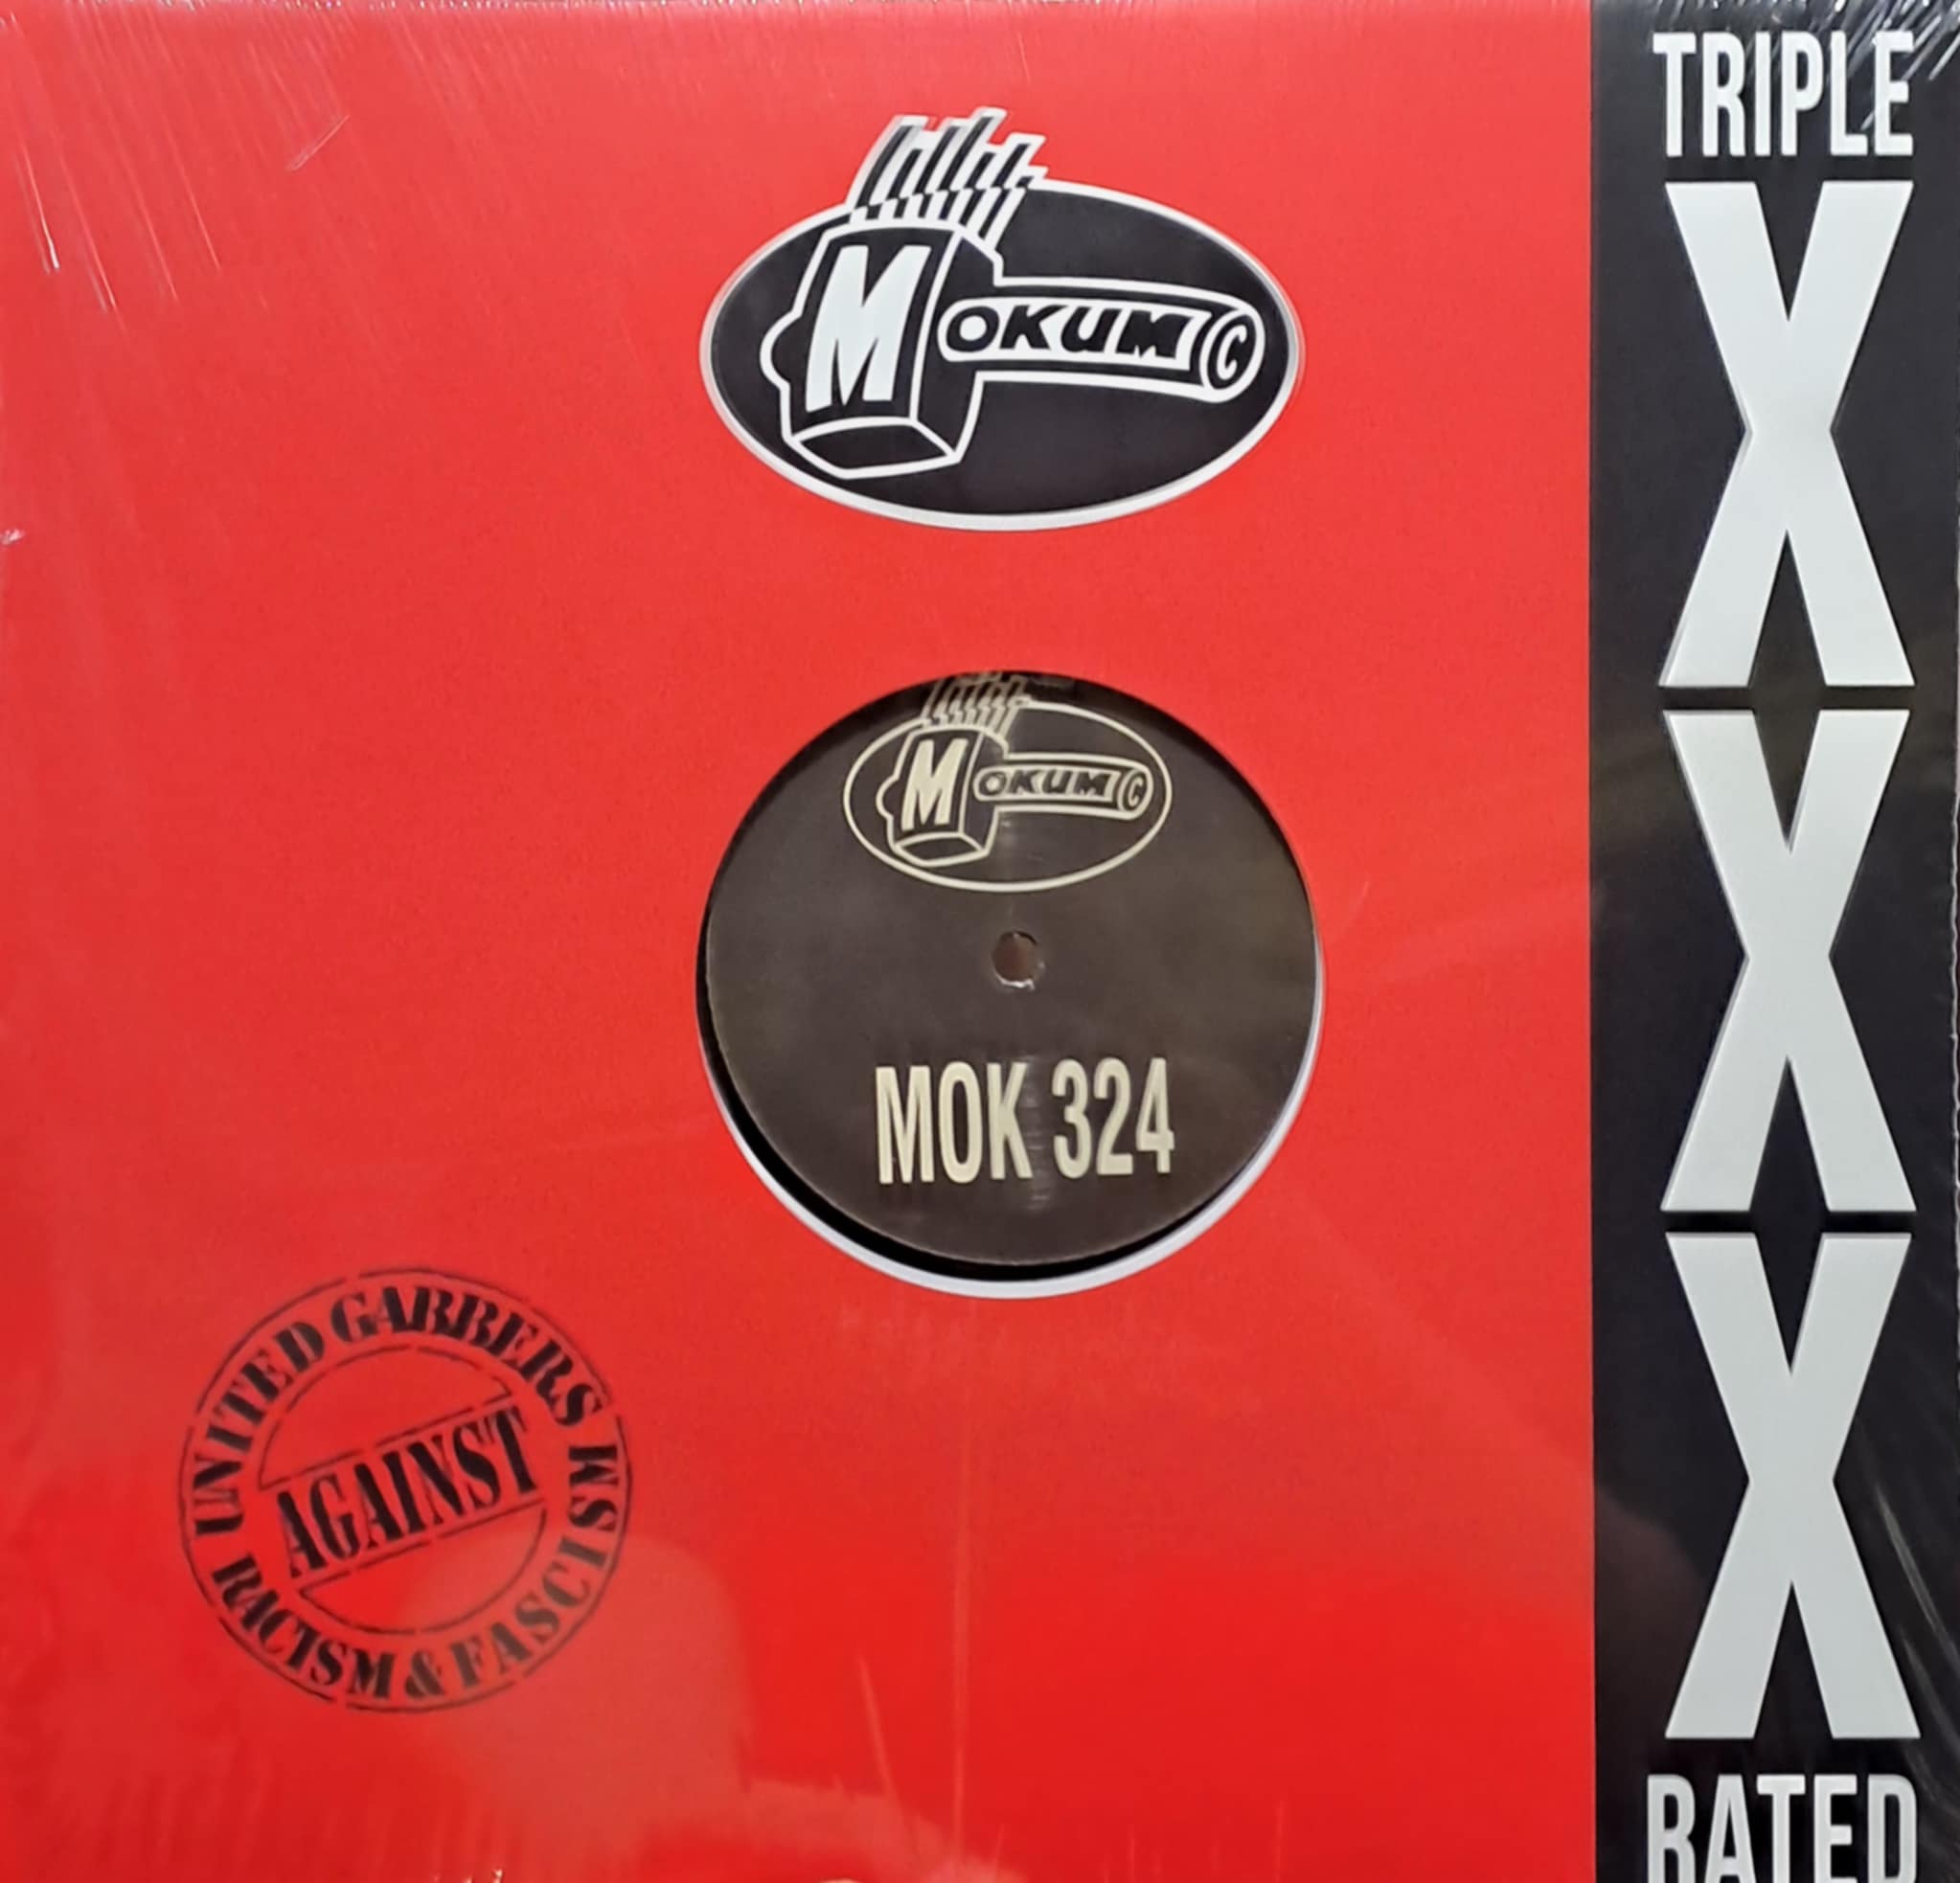 MOKUM ©
MOKUM ©
MOK 324
UNITED GABBERS
AGAINST
RACISM & FASCISM
TRIPLE
X
X
X
RATED